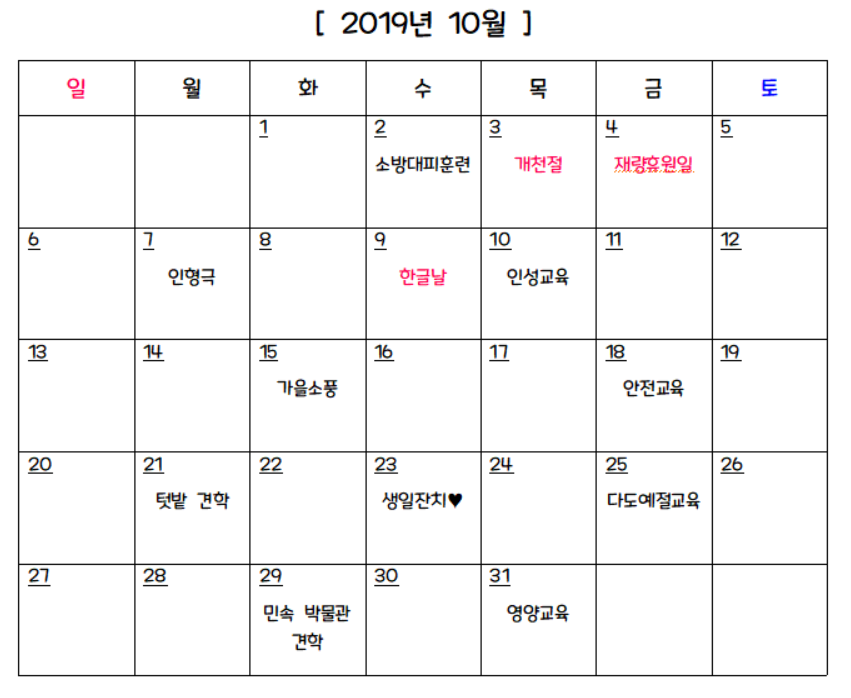 [ 2019년 10월 ]
일 월 화 수 목 금 토
1 2 3 4 5
소방대피훈련 개천절 재량휴원일
6 7 8 9 10 11 12
인형극 한글날 인성교육
13 14 15 16 17 18 19
가을소풍 안전교육
20 21 22 23 24 25 26
텃밭 견학 생일잔치♥ 다도예절교육
27 28 29 30 31
민속 박물관 영양교육
견학